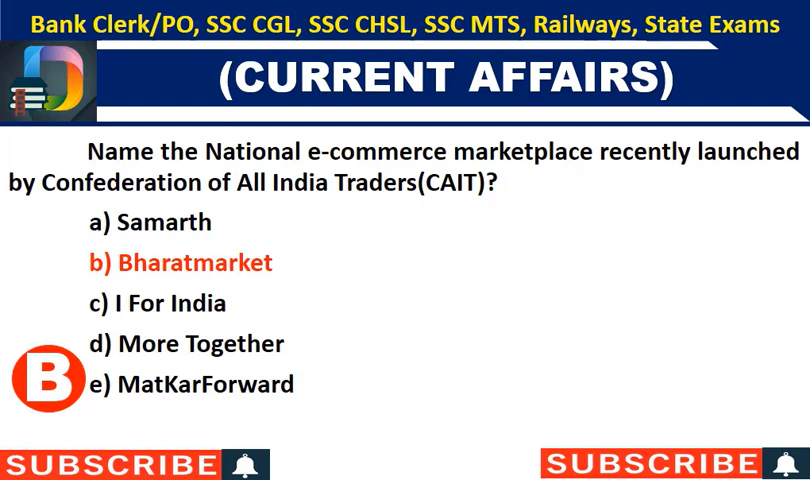 Bank Clerk/PO, SSC CGL, SSC CHSL, SSC MTS, Railways, State Exams
(CURRENT AFFAIRS)
Name the National e-commerce marketplace recently launched
by Confederation of All India Traders(CAIT)?
a) Samarth
b) Bharatmarket
c) I For India
d) More Together
B
e) MatKarForward
SUBSCRIBE
SUBSCRIBE